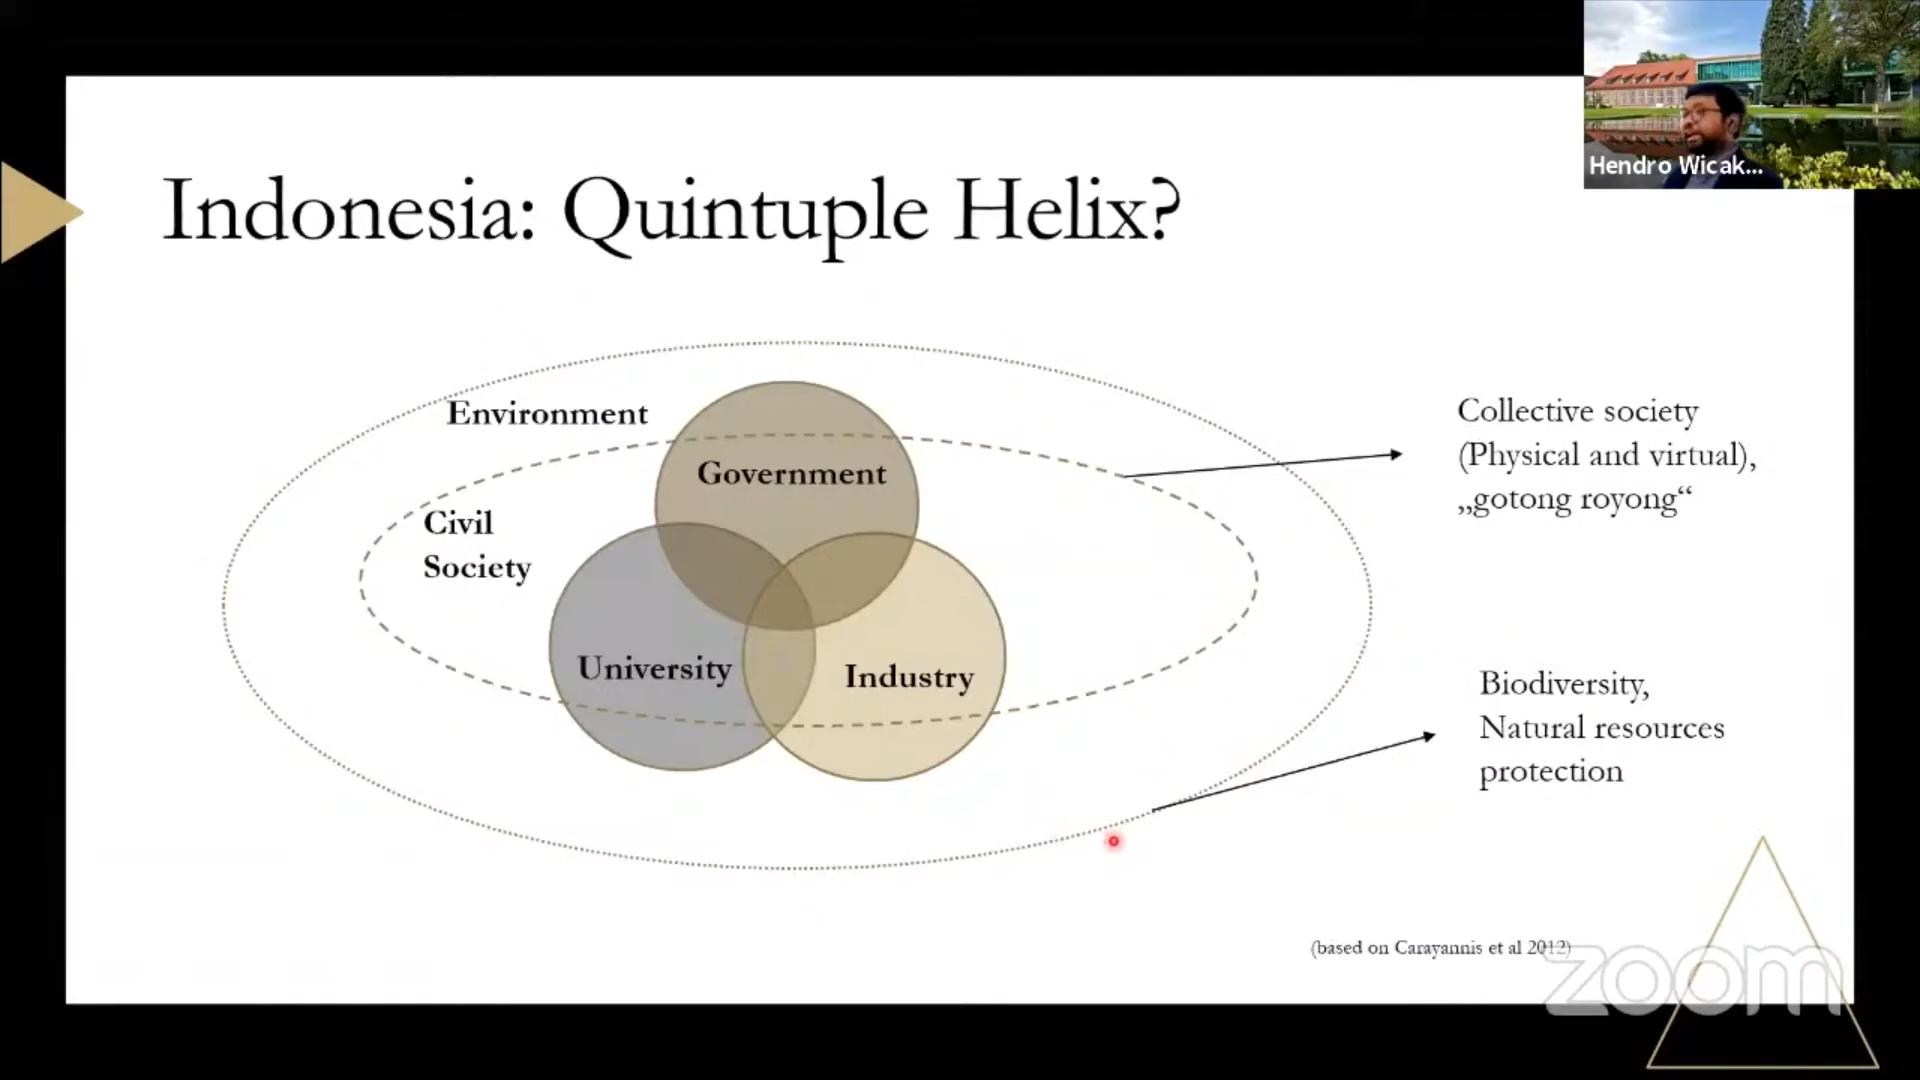 Hendro Wicak...
Indonesia: Quintuple Helix?
Environment
Government
Civil
Society
University
Industry
Collective society
(Physical and virtual),
„gotong royong“
Biodiversity,
Natural resources
protection
(based on Carayannis et al 2012)
zoom